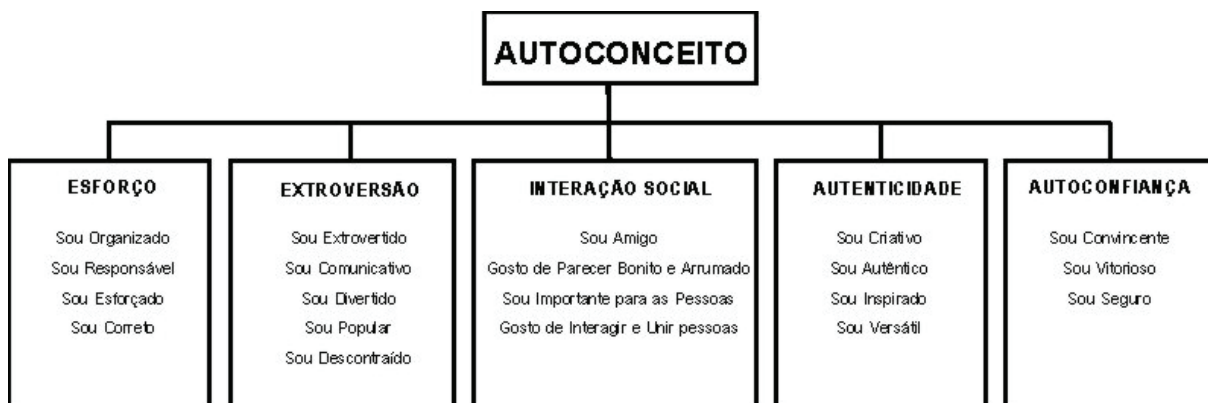 AUTOCONCEITO
ESFORÇO
Sou Organizado
Sou Responsável
Sou Esforçado
Sou Correto
EXTROVERSÃO
Sou Extrovertido
Sou Comunicativo
Sou Divertido
Sou Popular
Sou Descontraído
INTERAÇÃO SOCIAL
Sou Amigo
Gosto de Parecer Bonito e Arrumado
Sou Importante para as Pessoas
Gosto de Interagir e Unir pessoas
AUTENTICIDADE
Sou Criativo
Sou Autêntico
Sou Inspirado
Sou Versátil
AUTOCONFIANÇA
Sou Convincente
Sou Vitorioso
Sou Seguro